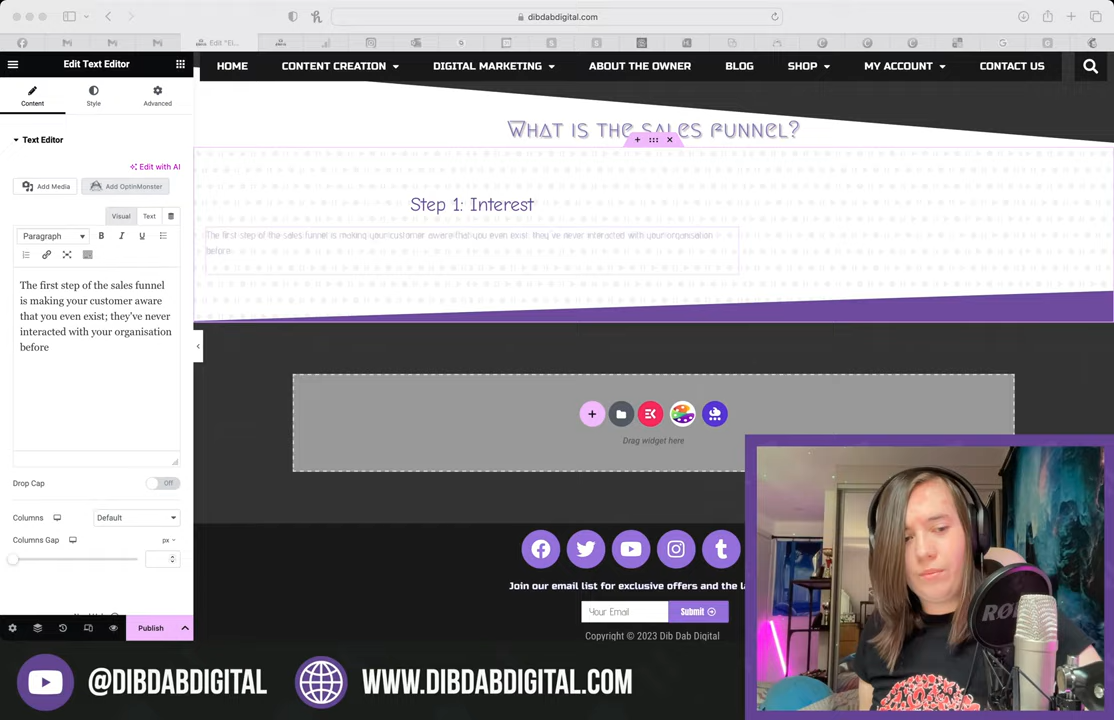 dibdabdigital.com
Edit "El...
Edit Text Editor
HOME
CONTENT CREATION
DIGITAL MARKETING
ABOUT THE OWNER
BLOG
SHOP
MY ACCOUNT
CONTACT US
Content
Style
Advanced
What is the sales funnel?
Text Editor
Edit with AI
Add Media
Add OptinMonster
Visual
Text
Paragraph
B
I
U
The first step of the sales funnel
is making your customer aware
that you even exist; they've never
interacted with your organisation
before
Step 1: Interest
The first step of the sales funnel is making your customer aware that you even exist; they've never interacted with your organisation
before
Drag widget here
Drop Cap
Off
Columns
Default
Columns Gap
px
Publish
Join our email list for exclusive offers and the la
Your Email
Submit
Copyright © 2023 Dib Dab Digital
RØDE
@DIBDABDIGITAL
WWW.DIBDABDIGITAL.COM